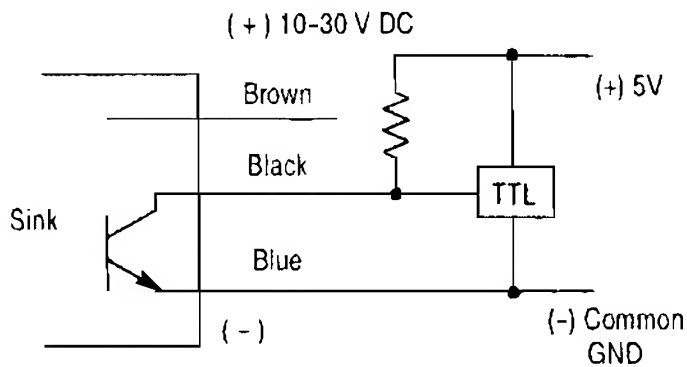 (+) 10-30 V DC
Brown
(+) 5V
Black
TTL
Sink
Blue
(-)
(-) Common
GND